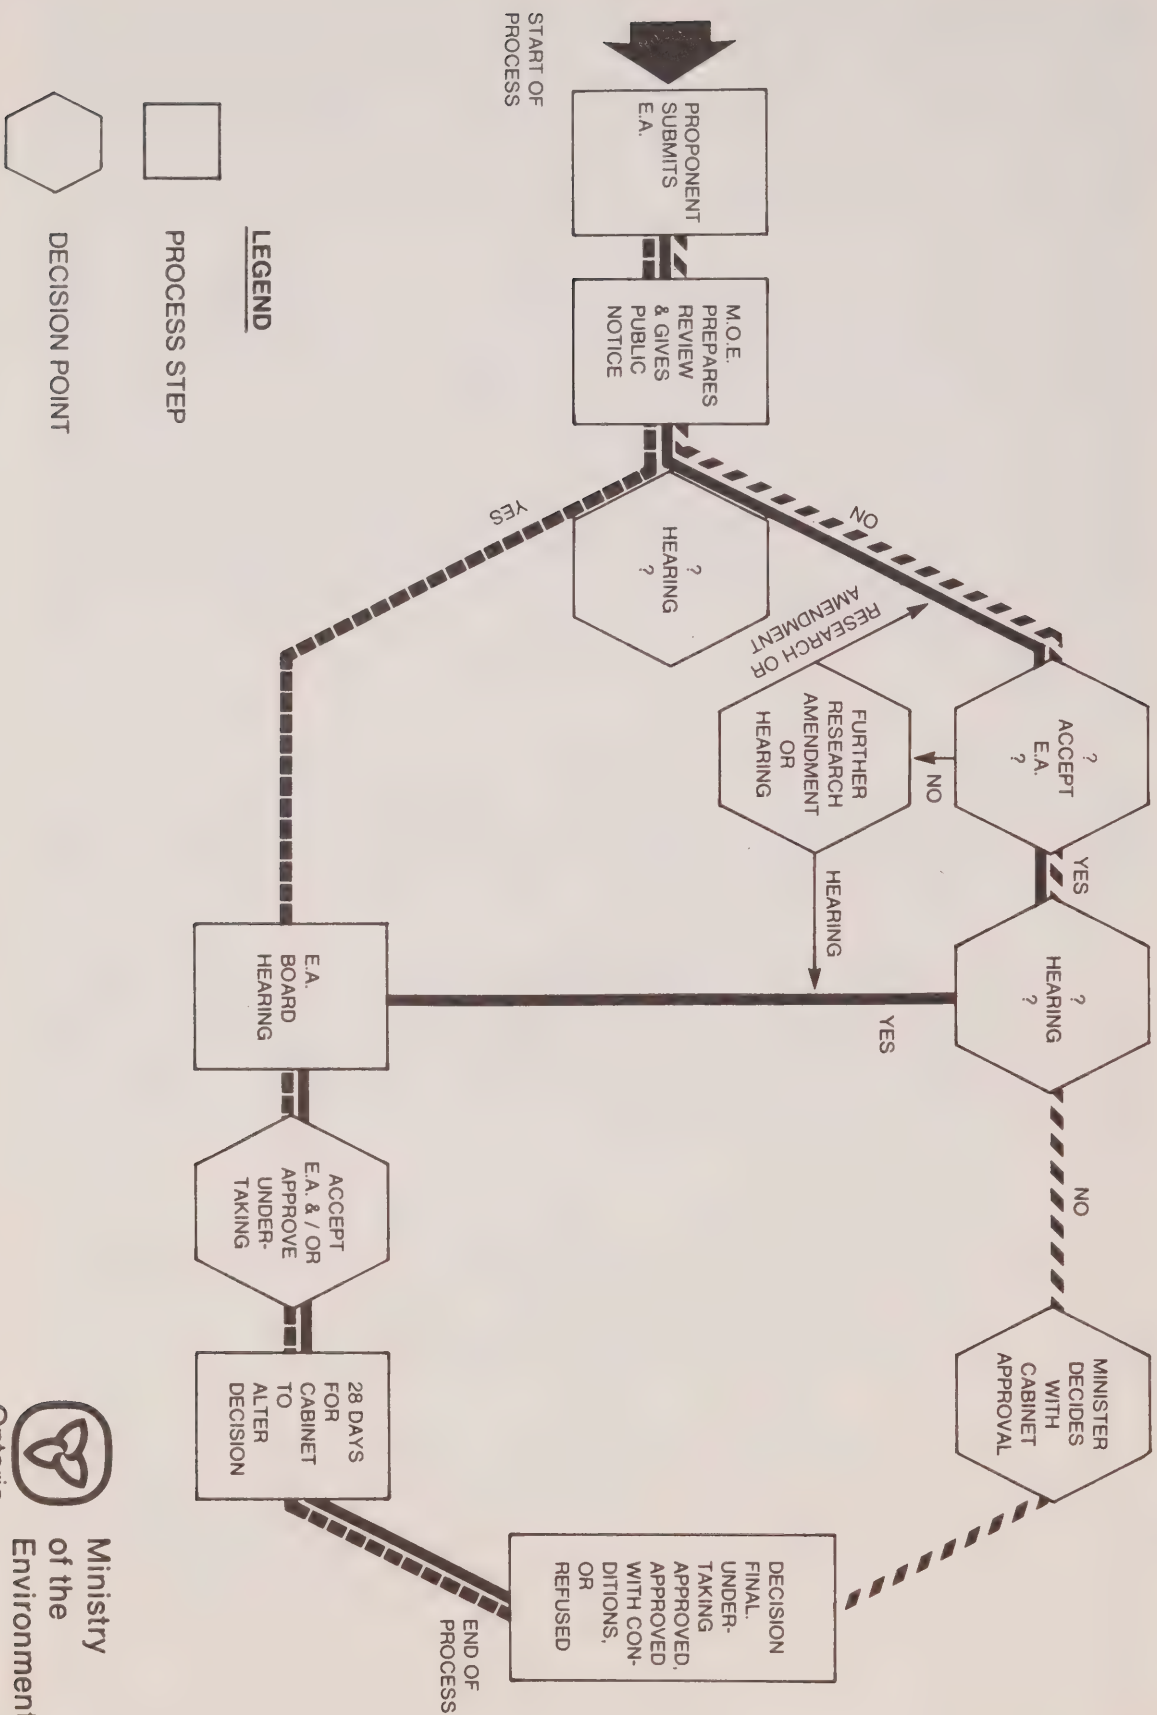 START OF
PROCESS
PROPONENT
SUBMITS
E.A.
M.O.E.
PREPARES
REVIEW
& GIVES
PUBLIC
NOTICE
?
HEARING
?
NO
YES
?
ACCEPT
E.A.
?
NO
YES
FURTHER
RESEARCH
AMENDMENT
OR
HEARING
RESEARCH OR
AMENDMENT
HEARING
?
HEARING
?
YES
NO
MINISTER
DECIDES
WITH
CABINET
APPROVAL
E.A.
BOARD
HEARING
ACCEPT
E.A. & / OR
APPROVE
UNDER-
TAKING
28 DAYS
FOR
CABINET
TO
ALTER
DECISION
DECISION
FINAL.
UNDER-
TAKING
APPROVED,
APPROVED
WITH CON-
DITIONS,
OR
REFUSED
END OF
PROCESS
LEGEND
PROCESS STEP
DECISION POINT
Ministry
of the
Environment
Ontario